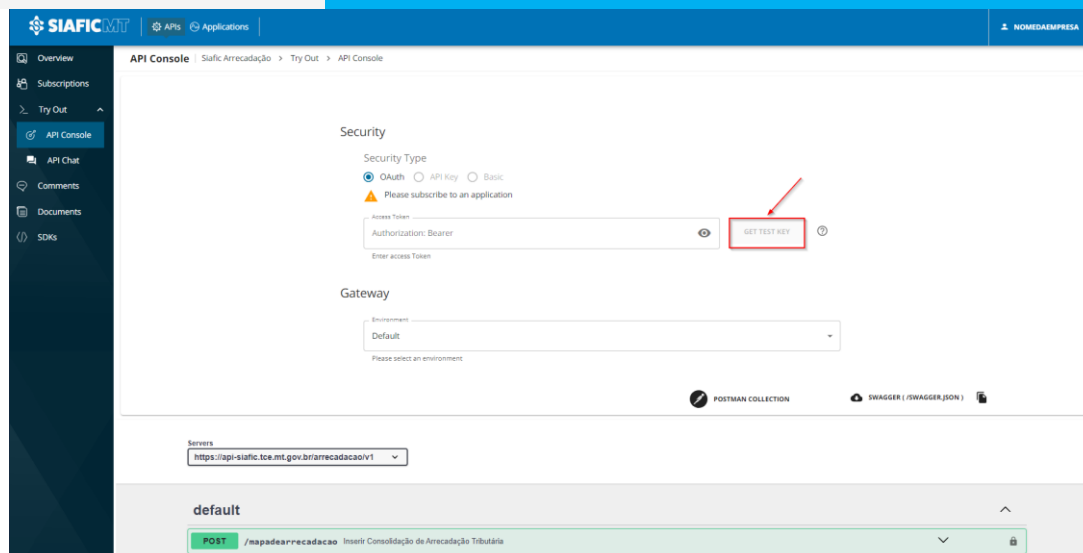 SIAFICMT APIs Applications NOMEDAEMPRESA
Overview
Subscriptions
Try Out
API Console
API Chat
Comments
Documents
SDKs
API Console Siafic Arrecadação > Try Out > API Console
Security
Security Type
OAuth API Key Basic
Please subscribe to an application
Access Token
Authorization: Bearer
GET TEST KEY
Enter access Token
Gateway
Environment
Default
Please select an environment
POSTMAN COLLECTION SWAGGER ( /SWAGGER.JSON )
Servers
https://api-siafic.tce.mt.gov.br/arrecadacao/v1
default
POST /mapadearrecadacao Inserir Consolidação de Arrecadação Tributária